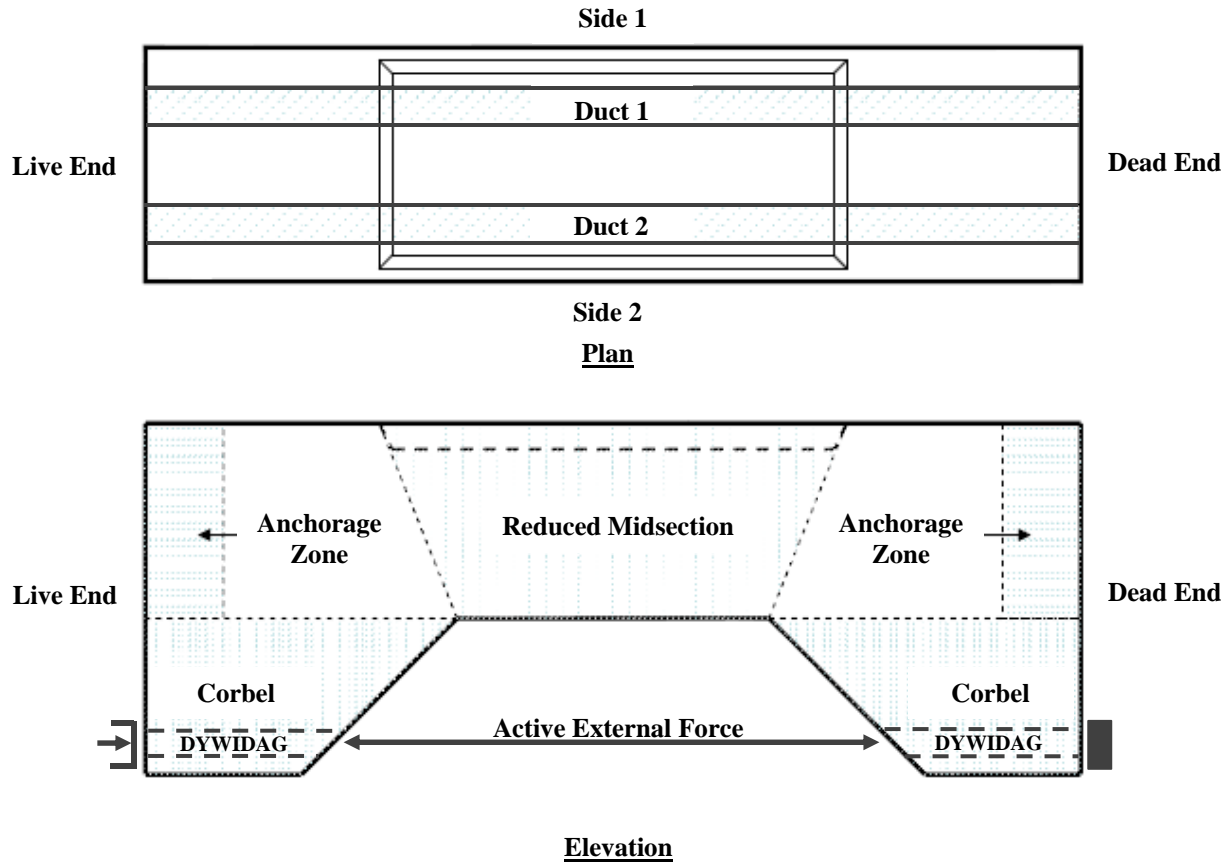 Side 1
Duct 1
Live End
Dead End
Duct 2
Side 2
Plan
Anchorage
Zone
Reduced Midsection
Anchorage
Zone
Live End
Dead End
Corbel
Corbel
DYWIDAG
Active External Force
DYWIDAG
Elevation